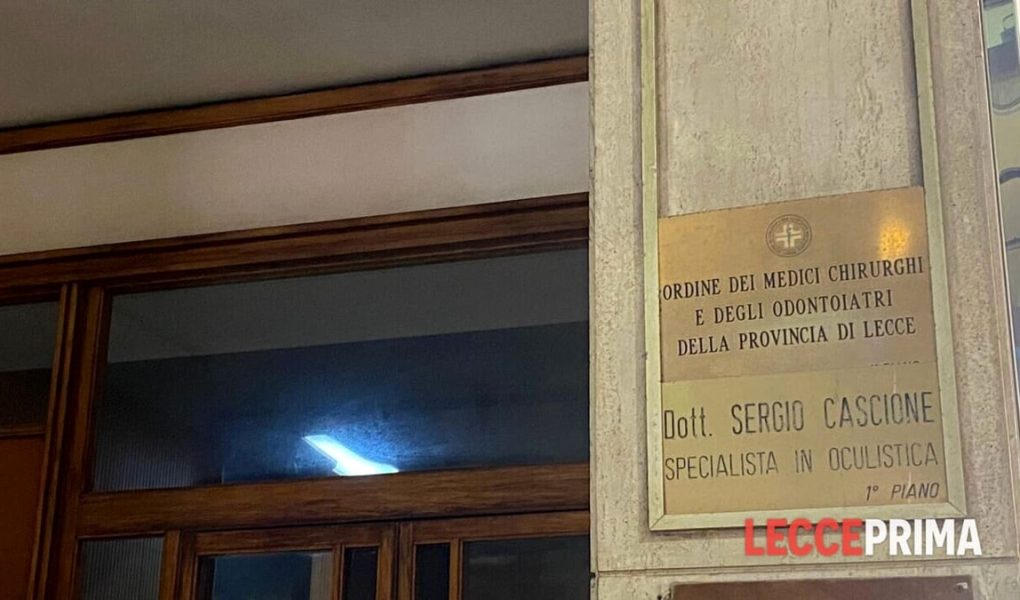 ORDINE DEI MEDICI CHIRURGHI
E DEGLI ODONTOIATRI
DELLA PROVINCIA DI LECCE
Dott. SERGIO CASCIONE
SPECIALISTA IN OCULISTICA
1° PIANO
LECCEPRIMA